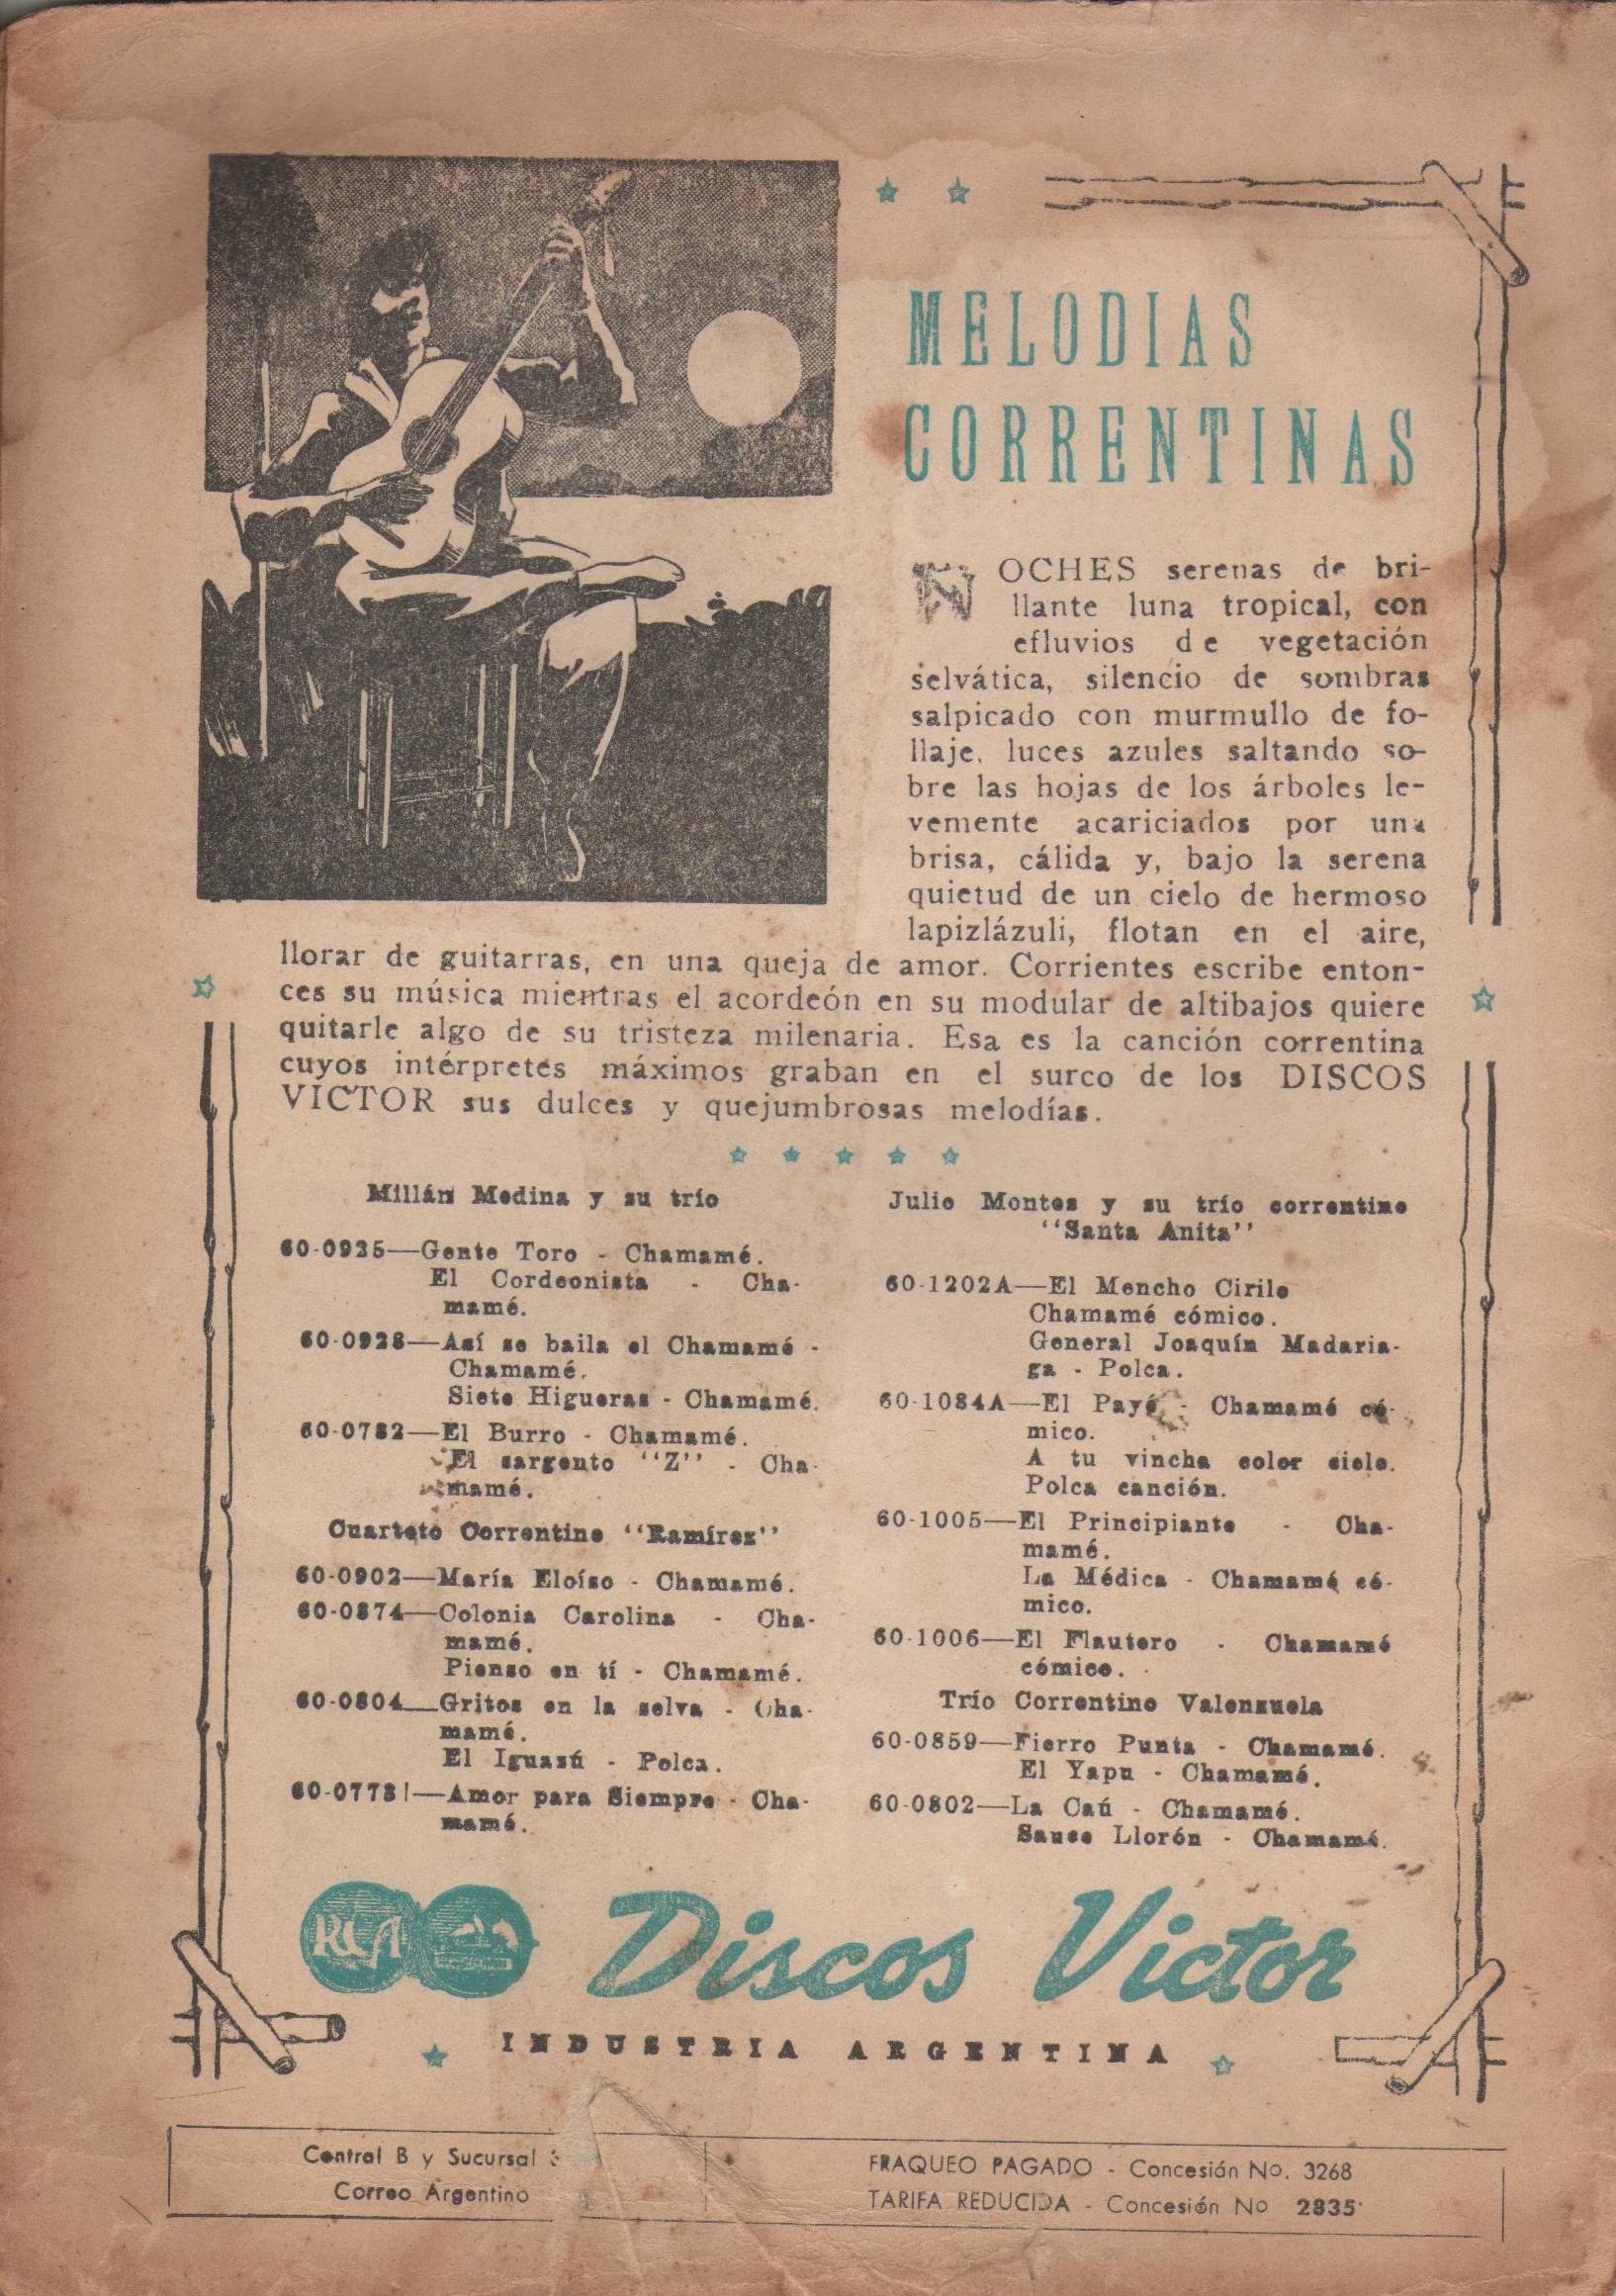 MELODIAS
CORRENTINAS
NOCHES serenas de bri-
llante luna tropical, con
efluvios de vegetación
selvática, silencio de sombras
salpicado con murmullo de fo-
llaje, luces azules saltando so-
bre las hojas de los árboles le-
vemente acariciados por una
brisa, cálida y, bajo la serena
quietud de un cielo de hermoso
lapizlázuli, flotan en el aire,
llorar de guitarras, en una queja de amor. Corrientes escribe enton-
ces su música mientras el acordeón en su modular de altibajos quiere
quitarle algo de su tristeza milenaria. Esa es la canción correntina
cuyos intérpretes máximos graban en el surco de los DISCOS
VICTOR sus dulces y quejumbrosas melodías.
Millán Medina y su trío
60-0925—Gente Toro - Chamamé.
El Cordeonista - Cha-
mamé.
60-0928—Así se baila el Chamamé -
Chamamé.
Siete Higueras - Chamamé.
60-0782—El Burro - Chamamé.
El sargento "Z" - Cha-
mamé.
Cuarteto Correntino "Ramírez"
60-0902—María Eloíso - Chamamé.
60-0874—Colonia Carolina - Cha-
mamé.
Pienso en tí - Chamamé.
60-0804—Gritos en la selva - Cha-
mamé.
El Iguazú - Polca.
60-0778—Amor para Siempre - Cha-
mamé.
Julio Montes y su trío correntino
"Santa Anita"
60-1202A—El Mencho Cirilo
Chamamé cómico.
General Joaquín Madaria-
ga - Polca.
60-1084A—El Payé - Chamamé có-
mico.
A tu vincha color cielo.
Polca canción.
60-1005—El Principiante - Cha-
mamé.
La Médica - Chamamé có-
mico.
60-1006—El Flautero - Chamamé
cómico.
Trío Correntino Valenzuela
60-0859—Fierro Punta - Chamamé.
El Yapu - Chamamé.
60-0802—La Caú - Chamamé.
Sauce Llorón - Chamamé.
RCA
Discos Victor
INDUSTRIA ARGENTINA
Central B y Sucursal
Correo Argentino
FRAQUEO PAGADO - Concesión No. 3268
TARIFA REDUCIDA - Concesión No 2835